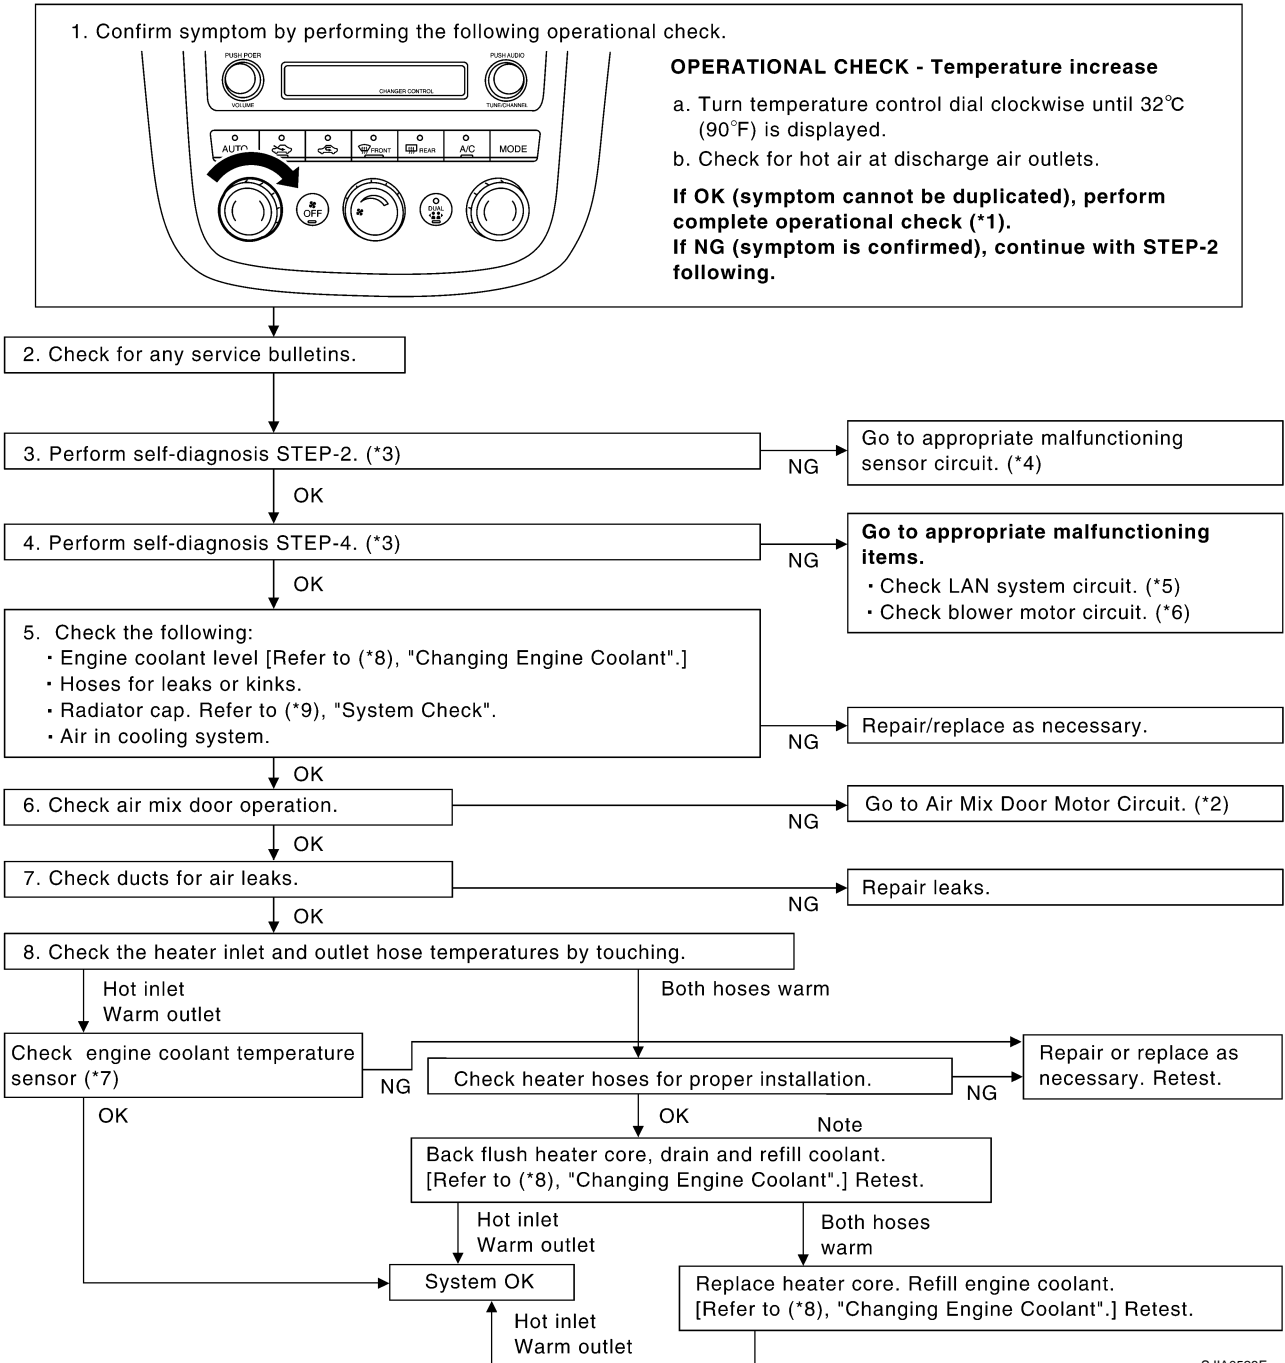 1. Confirm symptom by performing the following operational check.
PUSH POER
VOLUME
CHANGER CONTROL
PUSH AUDIO
TUNE/CHANNEL
AUTO
FRONT
REAR
A/C
MODE
OFF
DUAL
OPERATIONAL CHECK - Temperature increase
a. Turn temperature control dial clockwise until 32°C
(90°F) is displayed.
b. Check for hot air at discharge air outlets.
If OK (symptom cannot be duplicated), perform
complete operational check (*1).
If NG (symptom is confirmed), continue with STEP-2
following.
2. Check for any service bulletins.
3. Perform self-diagnosis STEP-2. (*3)
NG
Go to appropriate malfunctioning
sensor circuit. (*4)
OK
4. Perform self-diagnosis STEP-4. (*3)
NG
Go to appropriate malfunctioning
items.
· Check LAN system circuit. (*5)
· Check blower motor circuit. (*6)
OK
5. Check the following:
· Engine coolant level [Refer to (*8), "Changing Engine Coolant".]
· Hoses for leaks or kinks.
· Radiator cap. Refer to (*9), "System Check".
· Air in cooling system.
NG
Repair/replace as necessary.
OK
6. Check air mix door operation.
NG
Go to Air Mix Door Motor Circuit. (*2)
OK
7. Check ducts for air leaks.
NG
Repair leaks.
OK
8. Check the heater inlet and outlet hose temperatures by touching.
Hot inlet
Warm outlet
Both hoses warm
Check engine coolant temperature
sensor (*7)
NG
Check heater hoses for proper installation.
NG
Repair or replace as
necessary. Retest.
OK
OK
Note
Back flush heater core, drain and refill coolant.
[Refer to (*8), "Changing Engine Coolant".] Retest.
Hot inlet
Warm outlet
Both hoses
warm
System OK
Replace heater core. Refill engine coolant.
[Refer to (*8), "Changing Engine Coolant".] Retest.
Hot inlet
Warm outlet